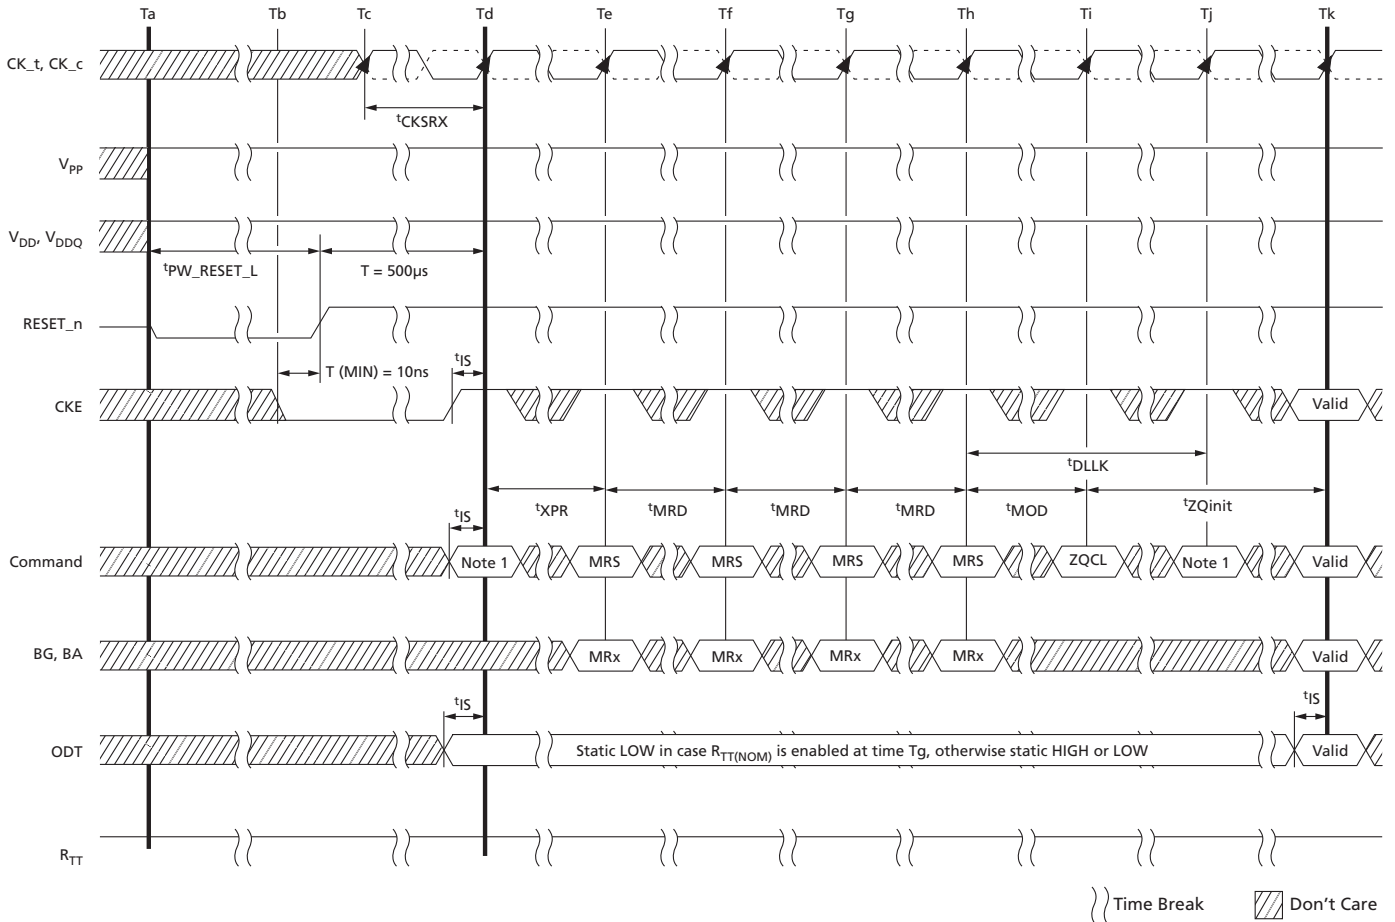 Ta Tb Tc Td Te Tf Tg Th Ti Tj Tk
CK_t, CK_c
tCKSRX
VPP
VDD, VDDQ
tPW_RESET_L T = 500µs
RESET_n
T (MIN) = 10ns tIS
CKE Valid
tDLLK
tXPR tMRD tMRD tMRD tMOD tZQinit
tIS
Command Note 1 MRS MRS MRS MRS ZQCL Note 1 Valid
BG, BA MRx MRx MRx MRx Valid
tIS tIS
ODT Static LOW in case RTT(NOM) is enabled at time Tg, otherwise static HIGH or LOW Valid
RTT
Time Break Don't Care